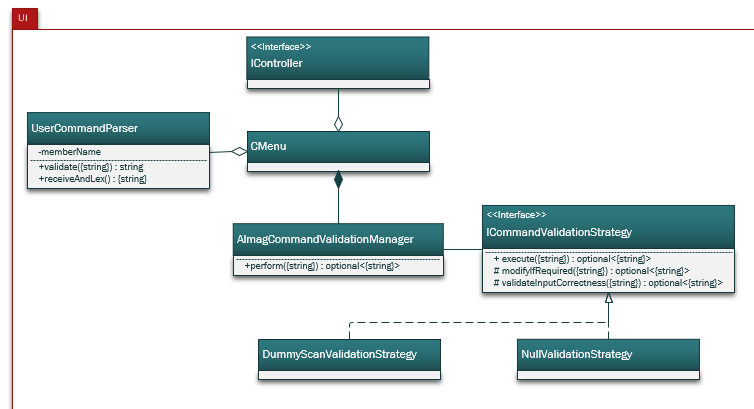 UI
<<Interface>>
IController
UserCommandParser
-memberName
+validate({string}) : string
+receiveAndLex() : {string}
CMenu
AImagCommandValidationManager
+perform({string}) : optional<{string}>
<<Interface>>
ICommandValidationStrategy
+ execute({string}) : optional<{string}>
# modifyIfRequired({string}) : optional<{string}>
# validateInputCorrectness({string}) : optional<{string}>
DummyScanValidationStrategy
NullValidationStrategy